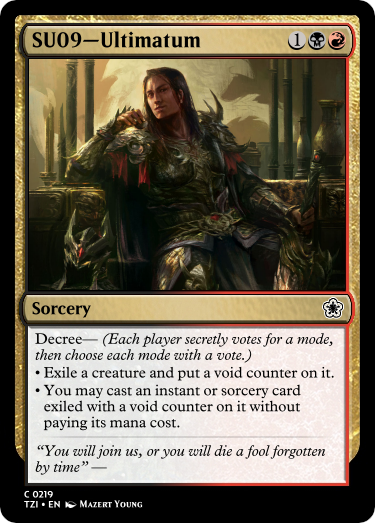 SU09—Ultimatum 1
Sorcery
Decree— (Each player secretly votes for a mode,
then choose each mode with a vote.)
• Exile a creature and put a void counter on it.
• You may cast an instant or sorcery card
exiled with a void counter on it without
paying its mana cost.
“You will join us, or you will die a fool forgotten
by time” —
C 0219
TZI • EN Mazert Young